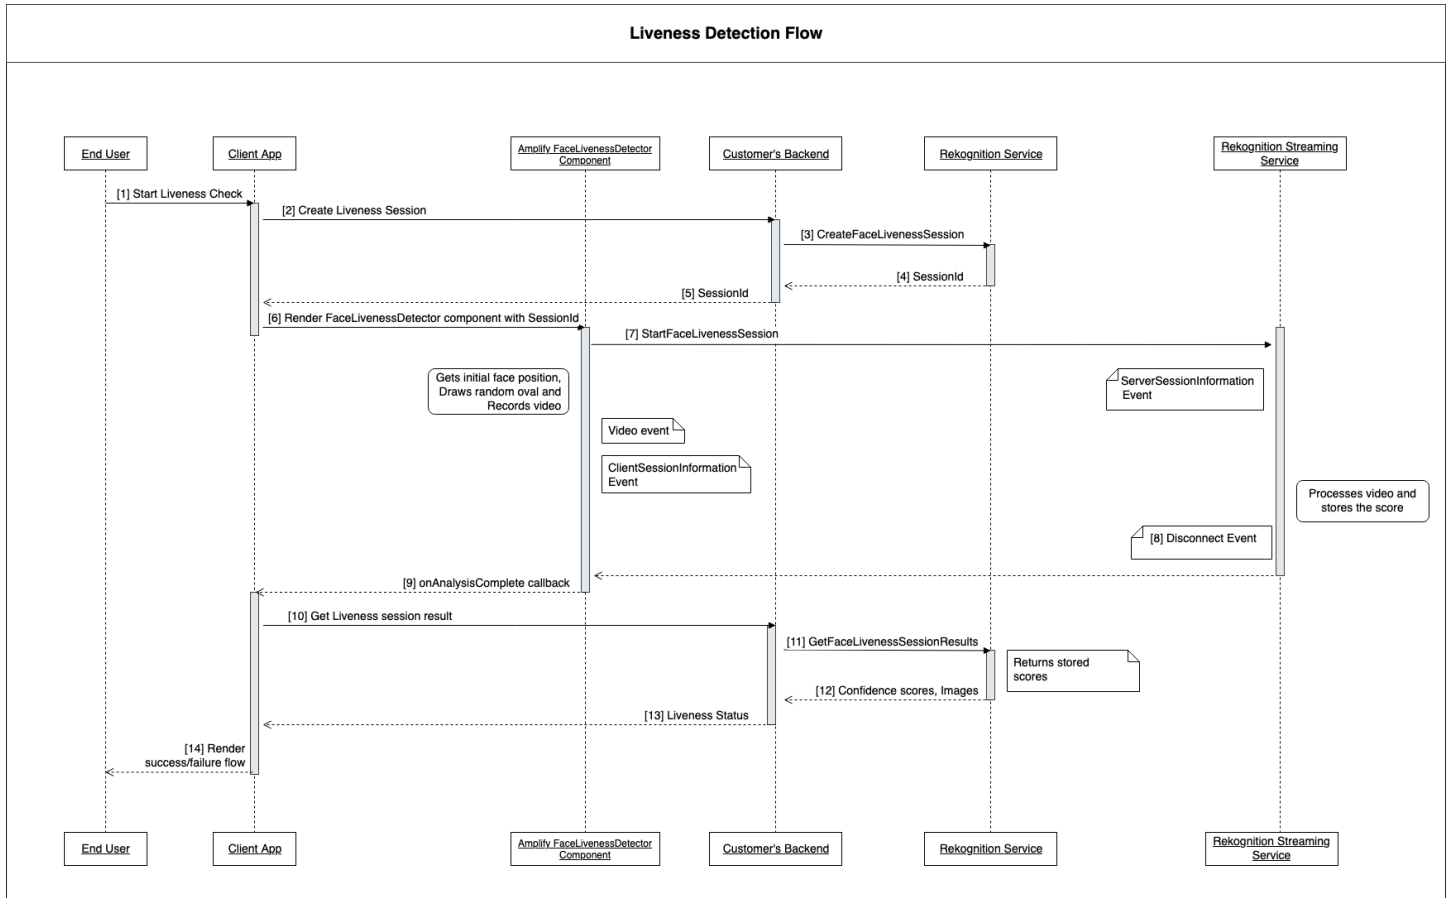 Liveness Detection Flow
End User
Client App
Amplify FaceLivenessDetector
Component
Customer's Backend
Rekognition Service
Rekognition Streaming
Service
[1] Start Liveness Check
[2] Create Liveness Session
[3] CreateFaceLivenessSession
[4] SessionId
[5] SessionId
[6] Render FaceLivenessDetector component with SessionId
[7] StartFaceLivenessSession
Gets initial face position,
Draws random oval and
Records video
ServerSessionInformation
Event
Video event
ClientSessionInformation
Event
Processes video and
stores the score
[8] Disconnect Event
[9] onAnalysisComplete callback
[10] Get Liveness session result
[11] GetFaceLivenessSessionResults
Returns stored
scores
[12] Confidence scores, Images
[13] Liveness Status
[14] Render
success/failure flow
End User
Client App
Amplify FaceLivenessDetector
Component
Customer's Backend
Rekognition Service
Rekognition Streaming
Service